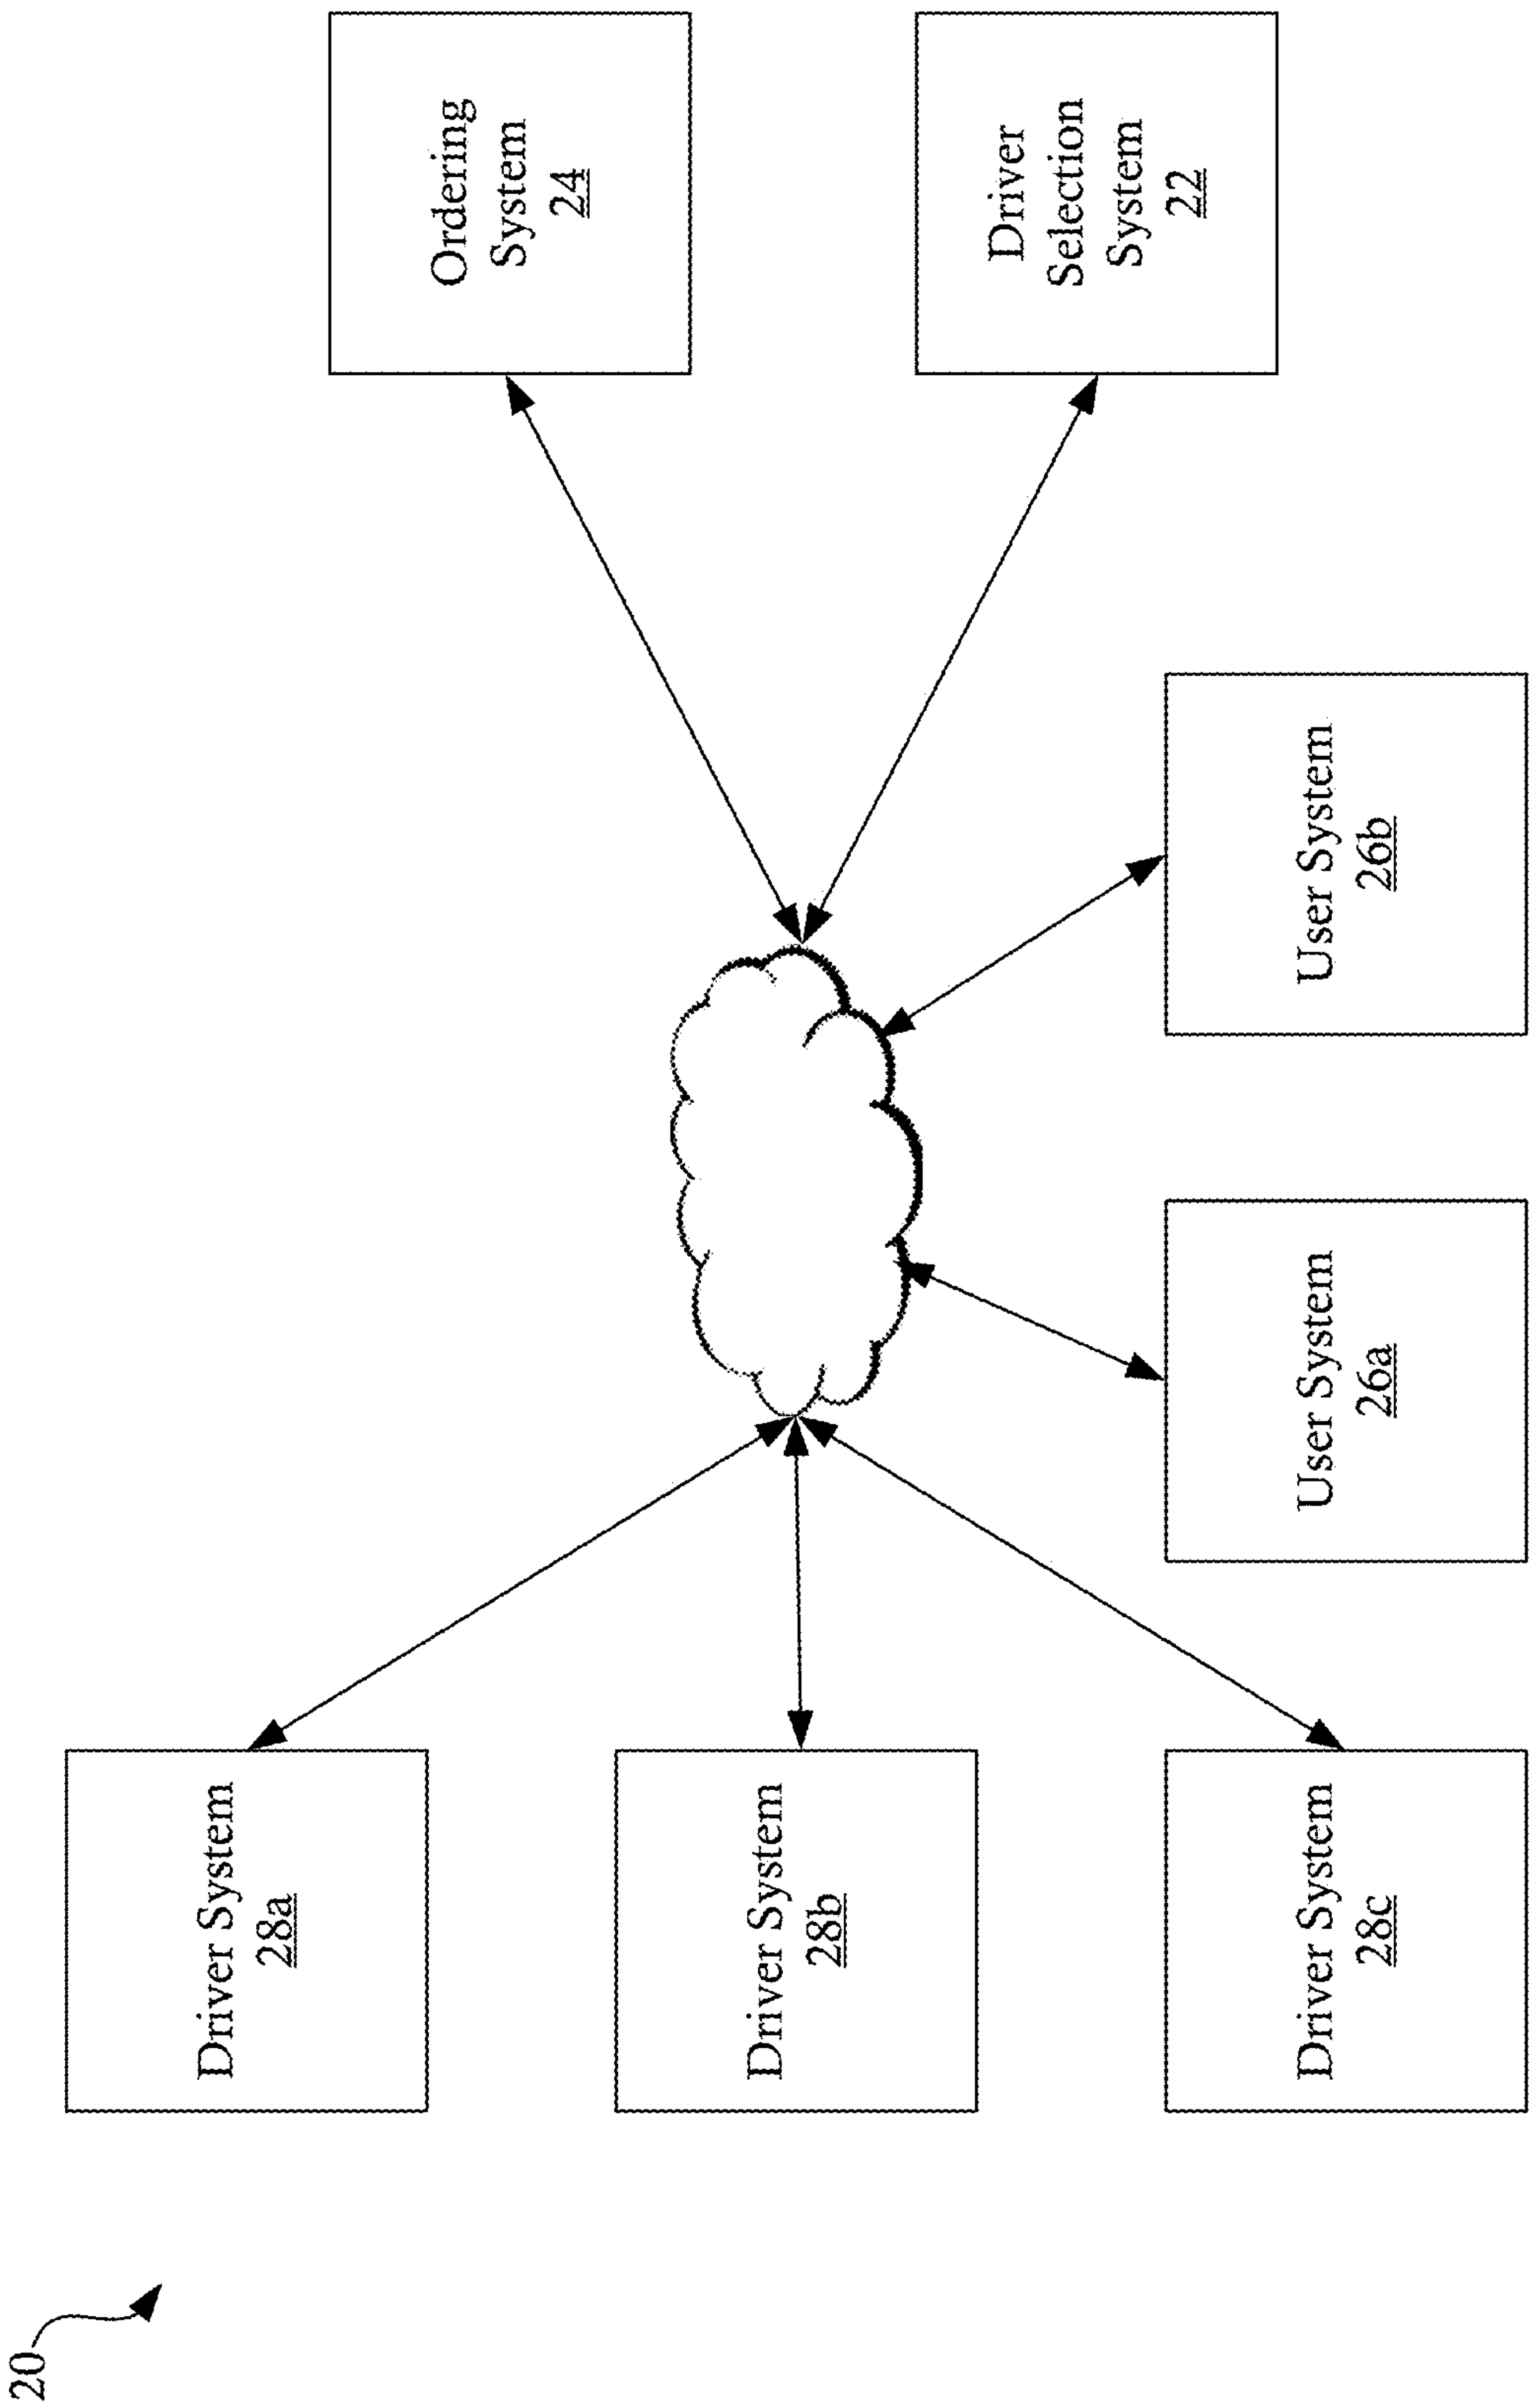 20
Driver System
28a
Driver System
28b
Driver System
28c
User System
26a
User System
26b
Ordering
System
24
Driver
Selection
System
22